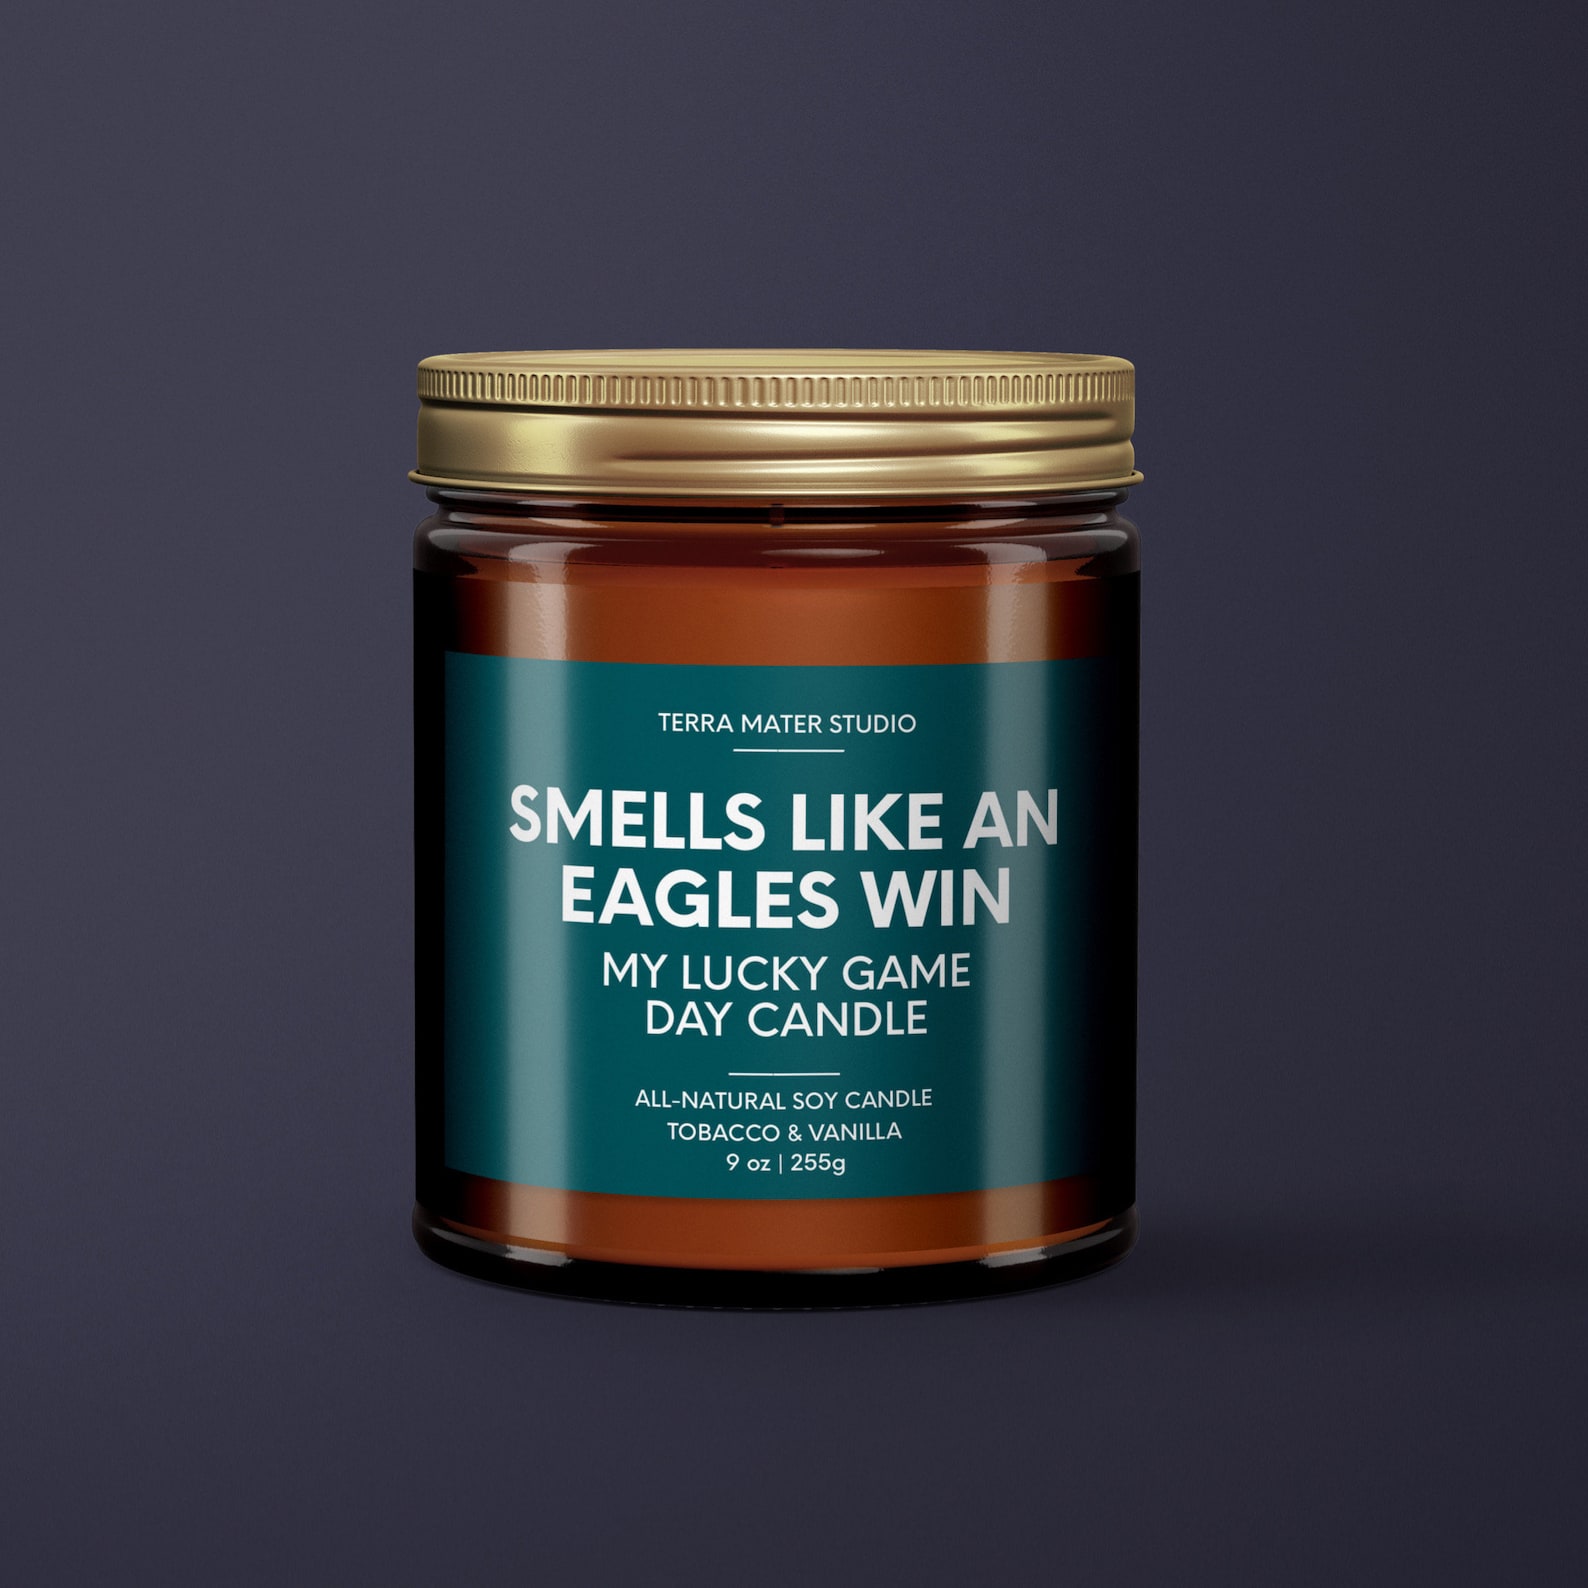 TERRA MATER STUDIO
SMELLS LIKE AN
EAGLES WIN
MY LUCKY GAME
DAY CANDLE
ALL-NATURAL SOY CANDLE
TOBACCO & VANILLA
9 oz | 255g